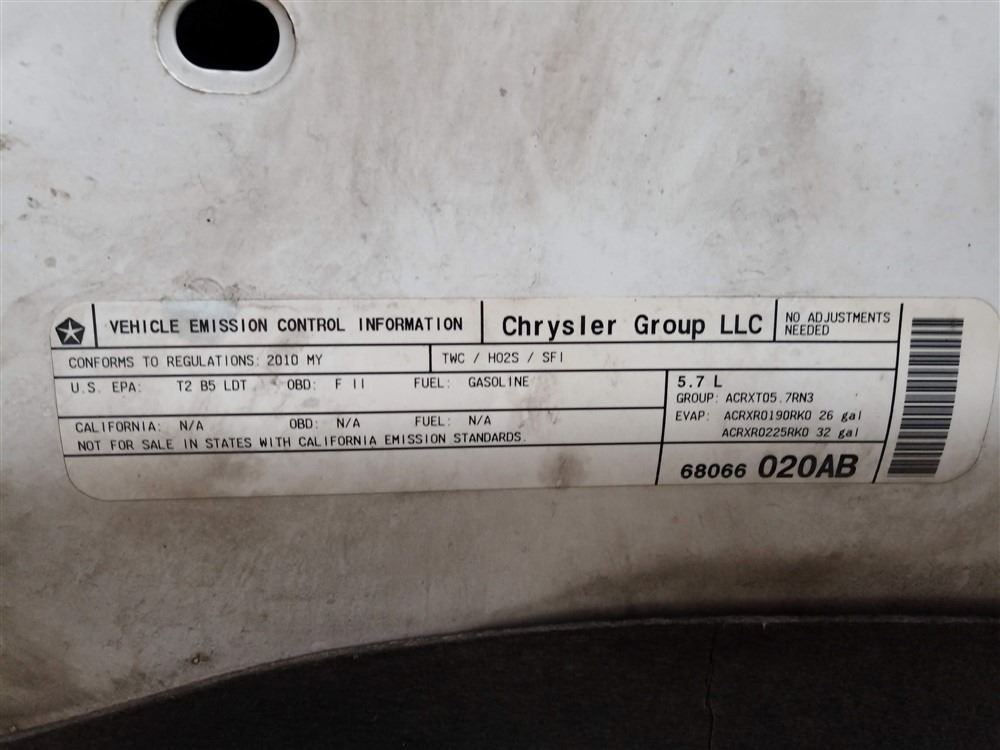 VEHICLE EMISSION CONTROL INFORMATION
Chrysler Group LLC
NO ADJUSTMENTS
NEEDED
CONFORMS TO REGULATIONS: 2010 MY
TWC / HO2S / SFI
U.S. EPA: T2 B5 LDT OBD: F II FUEL: GASOLINE
CALIFORNIA: N/A OBD: N/A FUEL: N/A
NOT FOR SALE IN STATES WITH CALIFORNIA EMISSION STANDARDS.
5.7 L
GROUP: ACRXT05.7RN3
EVAP: ACRXR0190RK0 26 gal
ACRXR0225RK0 32 gal
68066 020AB